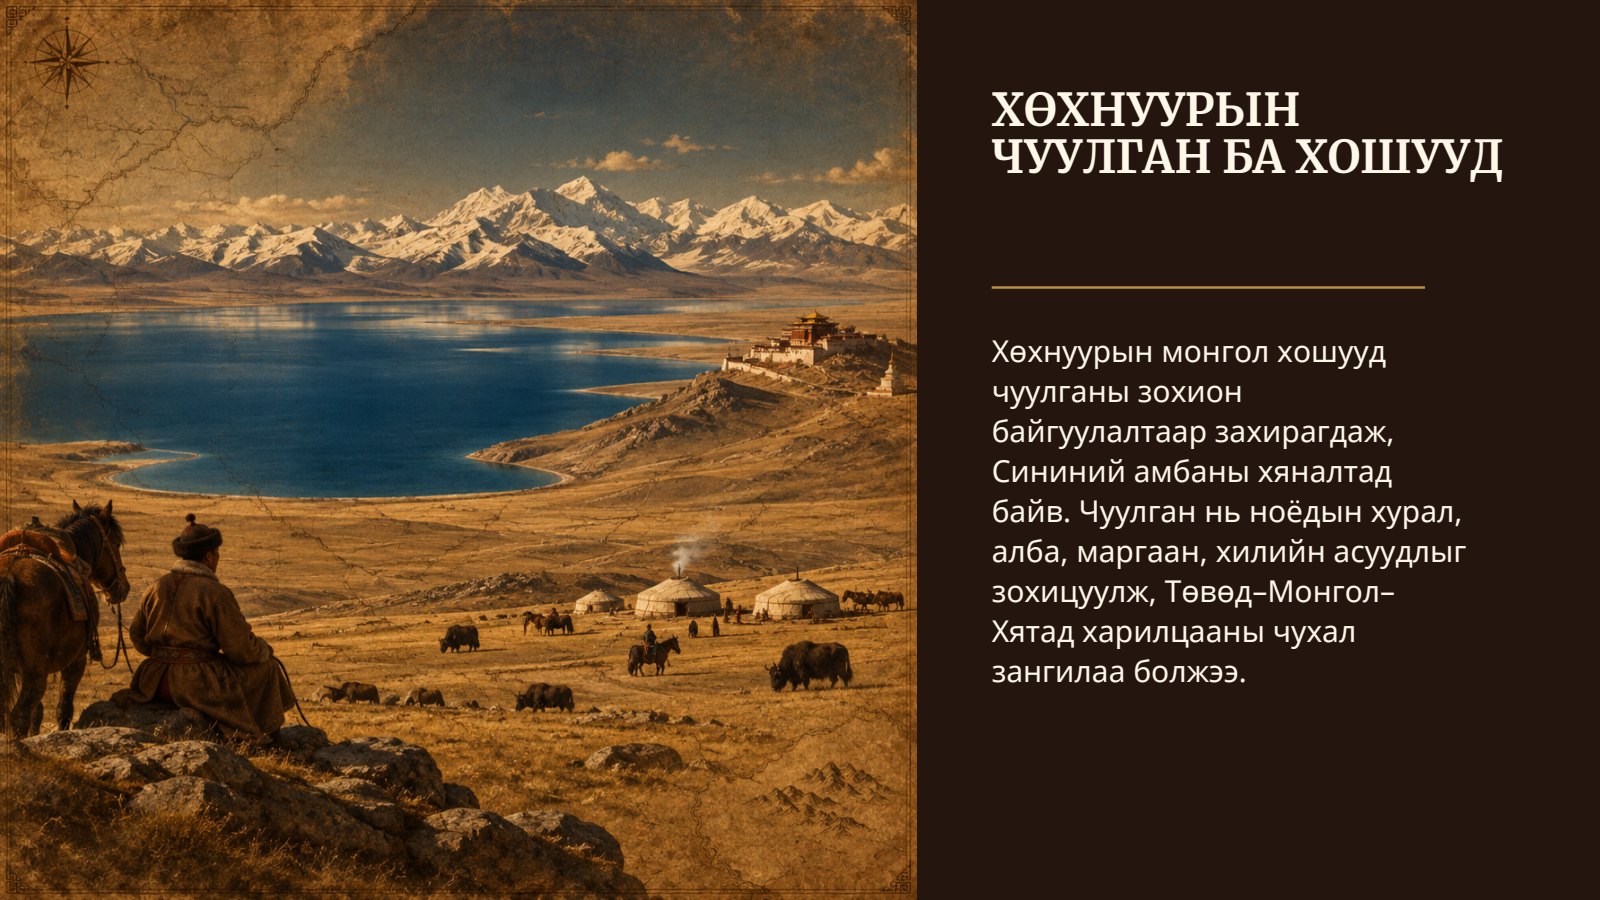 ХӨХНУУРЫН
ЧУУЛГАН БА ХОШУУД
Хөхнуурын монгол хошууд
чуулганы зохион
байгуулалтаар захирагдаж,
Сининий амбаны хяналтад
байв. Чуулган нь ноёдын хурал,
алба, маргаан, хилийн асуудлыг
зохицуулж, Төвөд–Монгол–
Хятад харилцааны чухал
зангилаа болжээ.